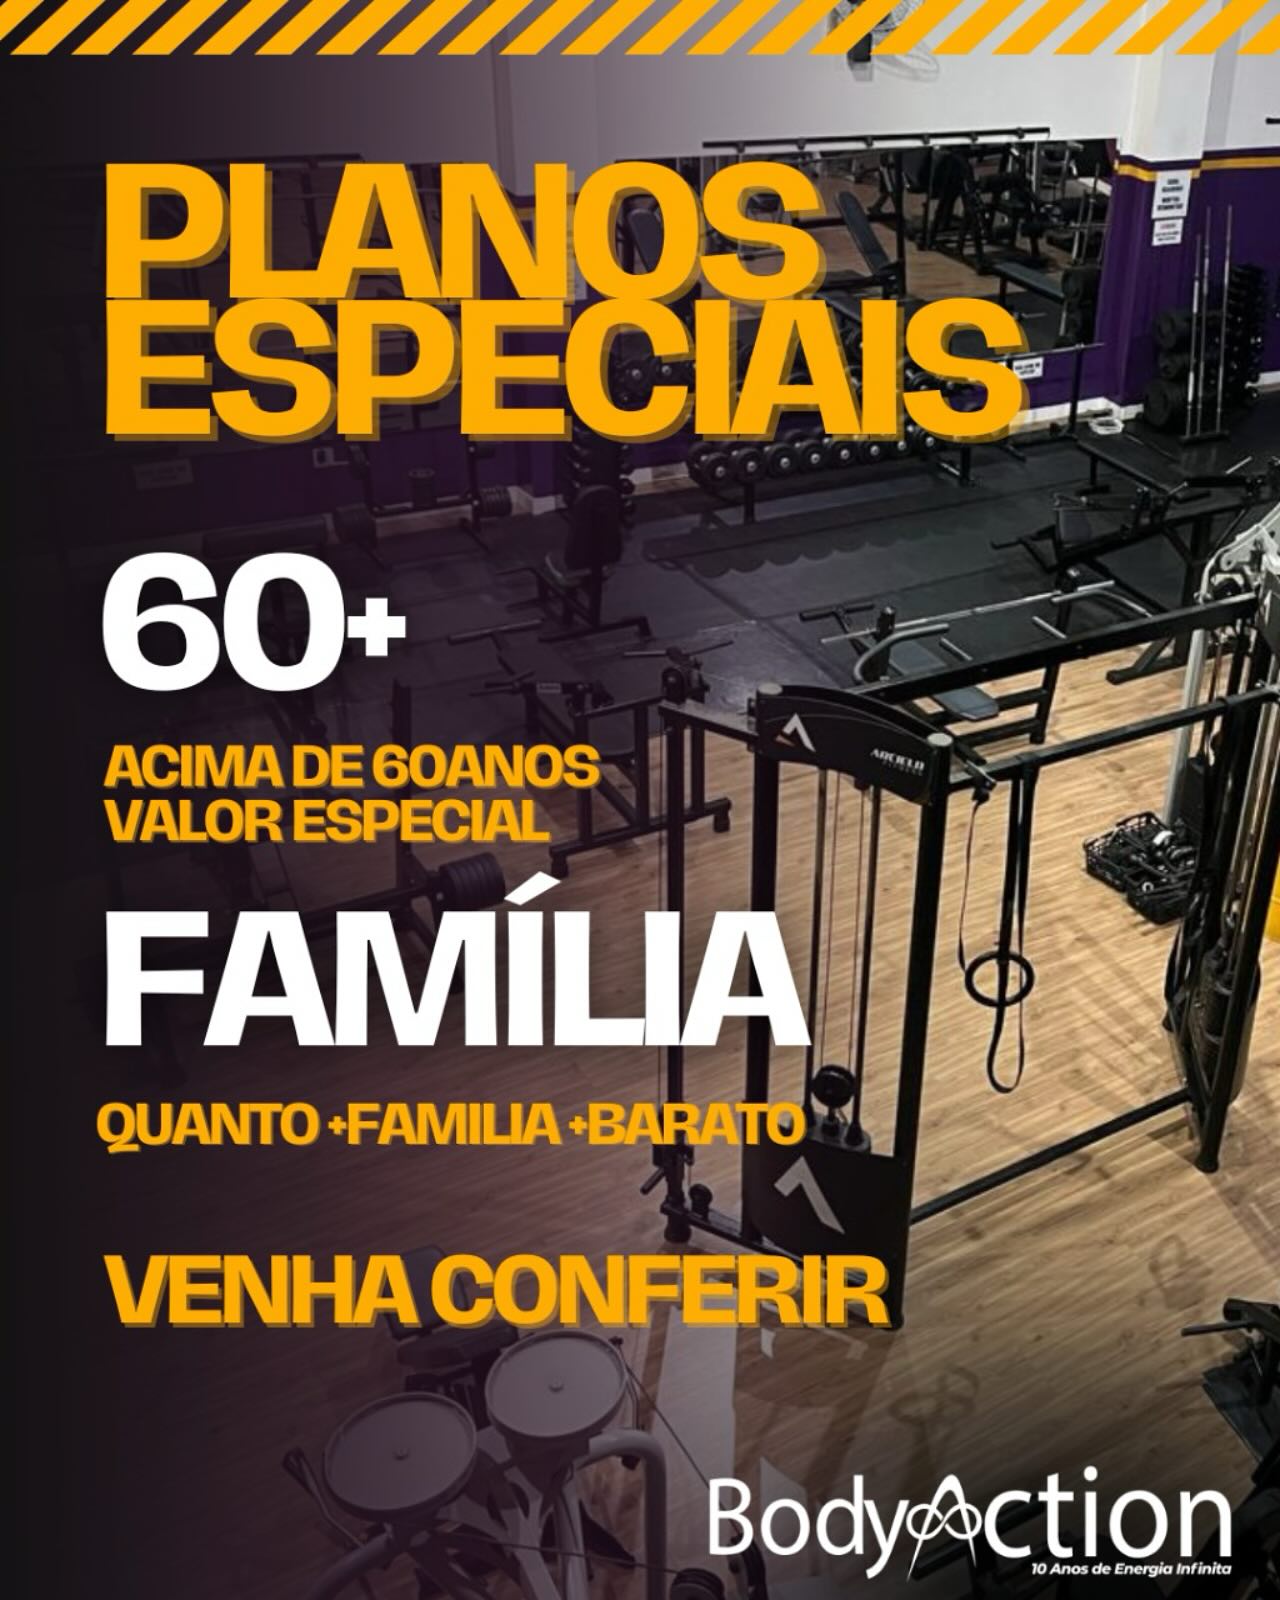 PLANOS
ESPECIAIS
60+
ACIMA DE 60ANOS
VALOR ESPECIAL
FAMÍLIA
QUANTO +FAMILIA +BARATO
VENHA CONFERIR
BodyAction
10 Anos de Energia Infinita